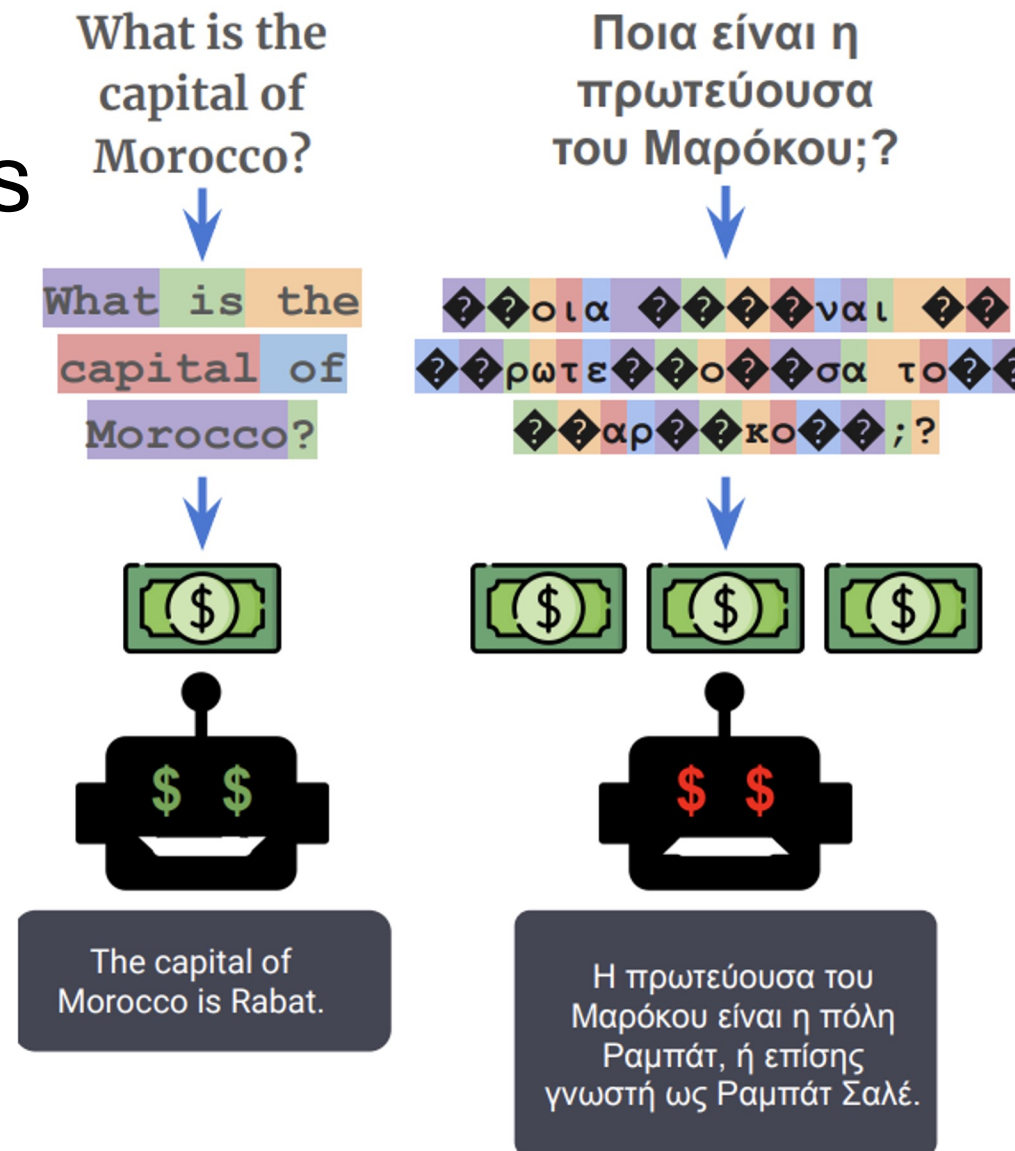 What is the
capital of
Morocco?
s
What is the
capital of
Morocco?
$
$ $
The capital of
Morocco is Rabat.
Ποια είναι η
πρωτεύουσα
του Μαρόκου;?
��οια ����ναι ��
��ρωτε��ο��σα το��
��αρ��κο��;?
$ $ $
$ $
Η πρωτεύουσα του
Μαρόκου είναι η πόλη
Ραμπάτ, ή επίσης
γνωστή ως Ραμπάτ Σαλέ.